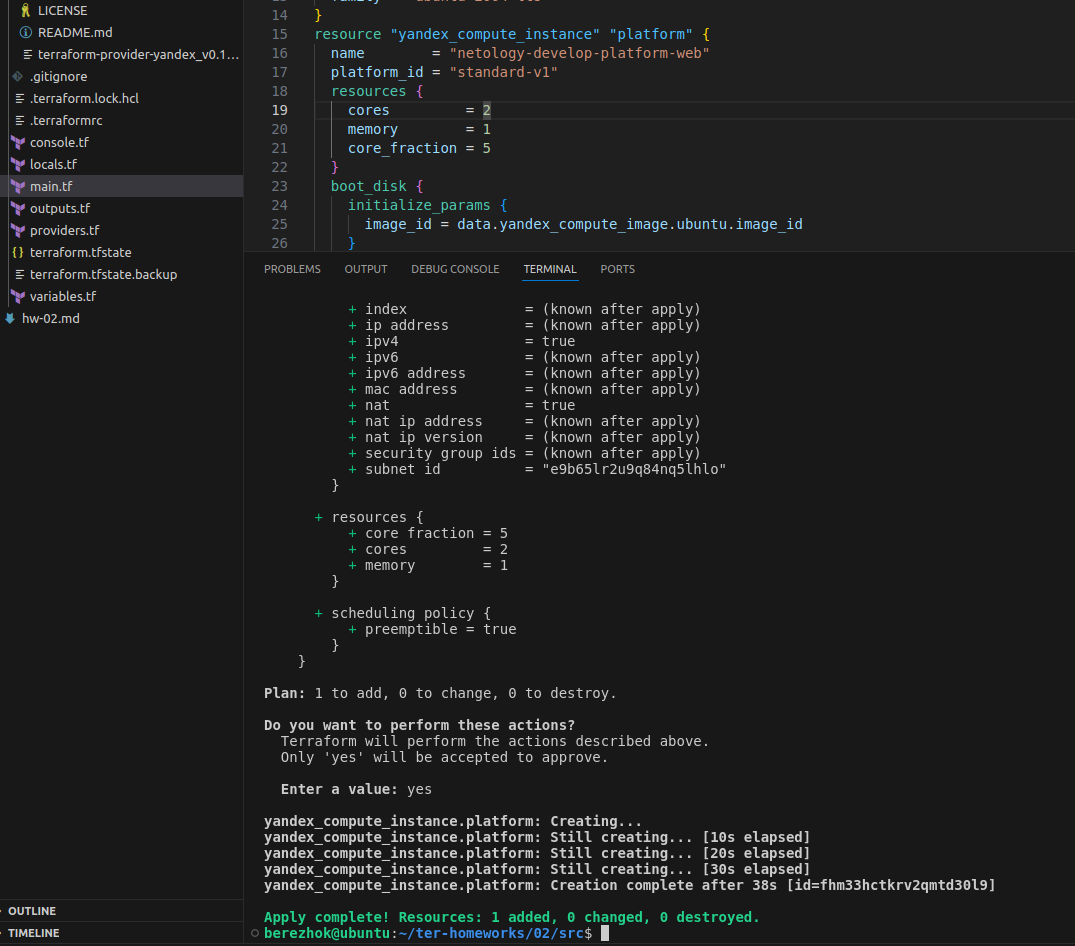 LICENSE
README.md
terraform-provider-yandex_v0.1...
.gitignore
.terraform.lock.hcl
.terraformrc
console.tf
locals.tf
main.tf
outputs.tf
providers.tf
terraform.tfstate
terraform.tfstate.backup
variables.tf
hw-02.md
OUTLINE
TIMELINE
14 }
15 resource "yandex_compute_instance" "platform" {
16   name        = "netology-develop-platform-web"
17   platform_id = "standard-v1"
18   resources {
19     cores         = 2
20     memory        = 1
21     core_fraction = 5
22   }
23   boot_disk {
24     initialize_params {
25       image_id = data.yandex_compute_image.ubuntu.image_id
26     }
PROBLEMS OUTPUT DEBUG CONSOLE TERMINAL PORTS
          + index              = (known after apply)
          + ip address         = (known after apply)
          + ipv4               = true
          + ipv6               = (known after apply)
          + ipv6 address       = (known after apply)
          + mac address        = (known after apply)
          + nat                = true
          + nat ip address     = (known after apply)
          + nat ip version     = (known after apply)
          + security group ids = (known after apply)
          + subnet id          = "e9b65lr2u9q84nq5lhlo"
        }
      + resources {
          + core fraction = 5
          + cores         = 2
          + memory        = 1
        }
      + scheduling policy {
          + preemptible = true
        }
    }
Plan: 1 to add, 0 to change, 0 to destroy.
Do you want to perform these actions?
  Terraform will perform the actions described above.
  Only 'yes' will be accepted to approve.
  Enter a value: yes
yandex_compute_instance.platform: Creating...
yandex_compute_instance.platform: Still creating... [10s elapsed]
yandex_compute_instance.platform: Still creating... [20s elapsed]
yandex_compute_instance.platform: Still creating... [30s elapsed]
yandex_compute_instance.platform: Creation complete after 38s [id=fhm33hctkrv2qmtd30l9]
Apply complete! Resources: 1 added, 0 changed, 0 destroyed.
berezhok@ubuntu:~/ter-homeworks/02/src$